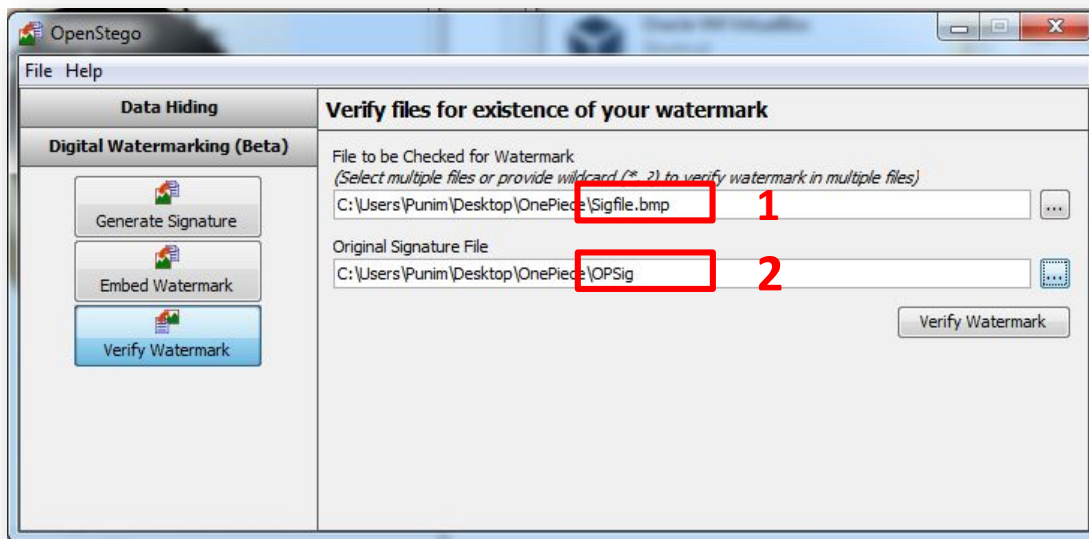 OpenStego
File Help
Data Hiding
Digital Watermarking (Beta)
Generate Signature
Embed Watermark
Verify Watermark
Verify files for existence of your watermark
File to be Checked for Watermark
(Select multiple files or provide wildcard (*, ?) to verify watermark in multiple files)
C:\Users\Punim\Desktop\OnePiece\Sigfile.bmp 1
...
Original Signature File
C:\Users\Punim\Desktop\OnePiece\OPSig 2
...
Verify Watermark